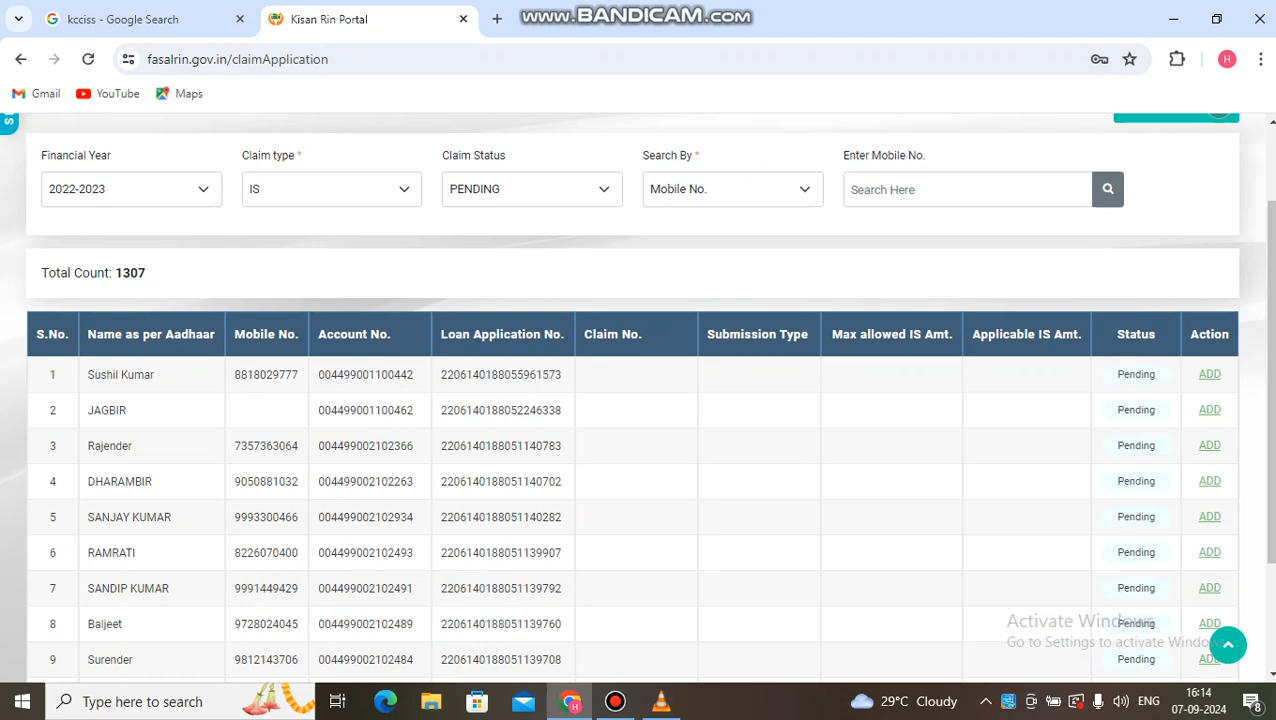 kcciss - Google Search
Kisan Rin Portal
www.BANDICAM.com
fasalrin.gov.in/claimApplication
H
Gmail
YouTube
Maps
Financial Year
Claim type *
Claim Status
Search By *
Enter Mobile No.
2022-2023
IS
PENDING
Mobile No.
Search Here
Total Count: 1307
S.No. Name as per Aadhaar Mobile No. Account No. Loan Application No. Claim No. Submission Type Max allowed IS Amt. Applicable IS Amt. Status Action
1 Sushil Kumar 8818029777 004499001100442 2206140188055961573 Pending ADD
2 JAGBIR 004499001100462 2206140188052246338 Pending ADD
3 Rajender 7357363064 004499002102366 2206140188051140783 Pending ADD
4 DHARAMBIR 9050881032 004499002102263 2206140188051140702 Pending ADD
5 SANJAY KUMAR 9993300466 004499002102934 2206140188051140282 Pending ADD
6 RAMRATI 8226070400 004499002102493 2206140188051139907 Pending ADD
7 SANDIP KUMAR 9991449429 004499002102491 2206140188051139792 Pending ADD
8 Baljeet 9728024045 004499002102489 2206140188051139760 Pending ADD
9 Surender 9812143706 004499002102484 2206140188051139708 Pending ADD
Activate Windows
Go to Settings to activate Windows.
Type here to search
H
29°C Cloudy
ENG
16:14
07-09-2024
8